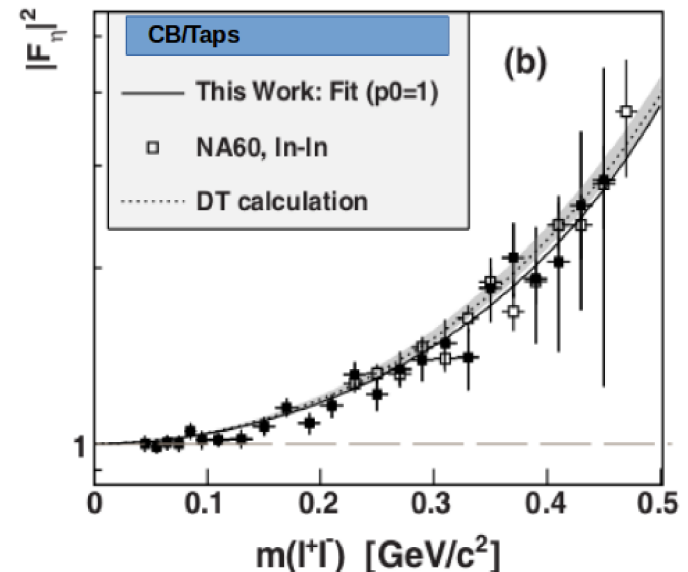 |Fη|²
CB/Taps
(b)
This Work: Fit (p0=1)
NA60, In-In
DT calculation
1
0 0.1 0.2 0.3 0.4 0.5
m(l⁺l⁻) [GeV/c²]